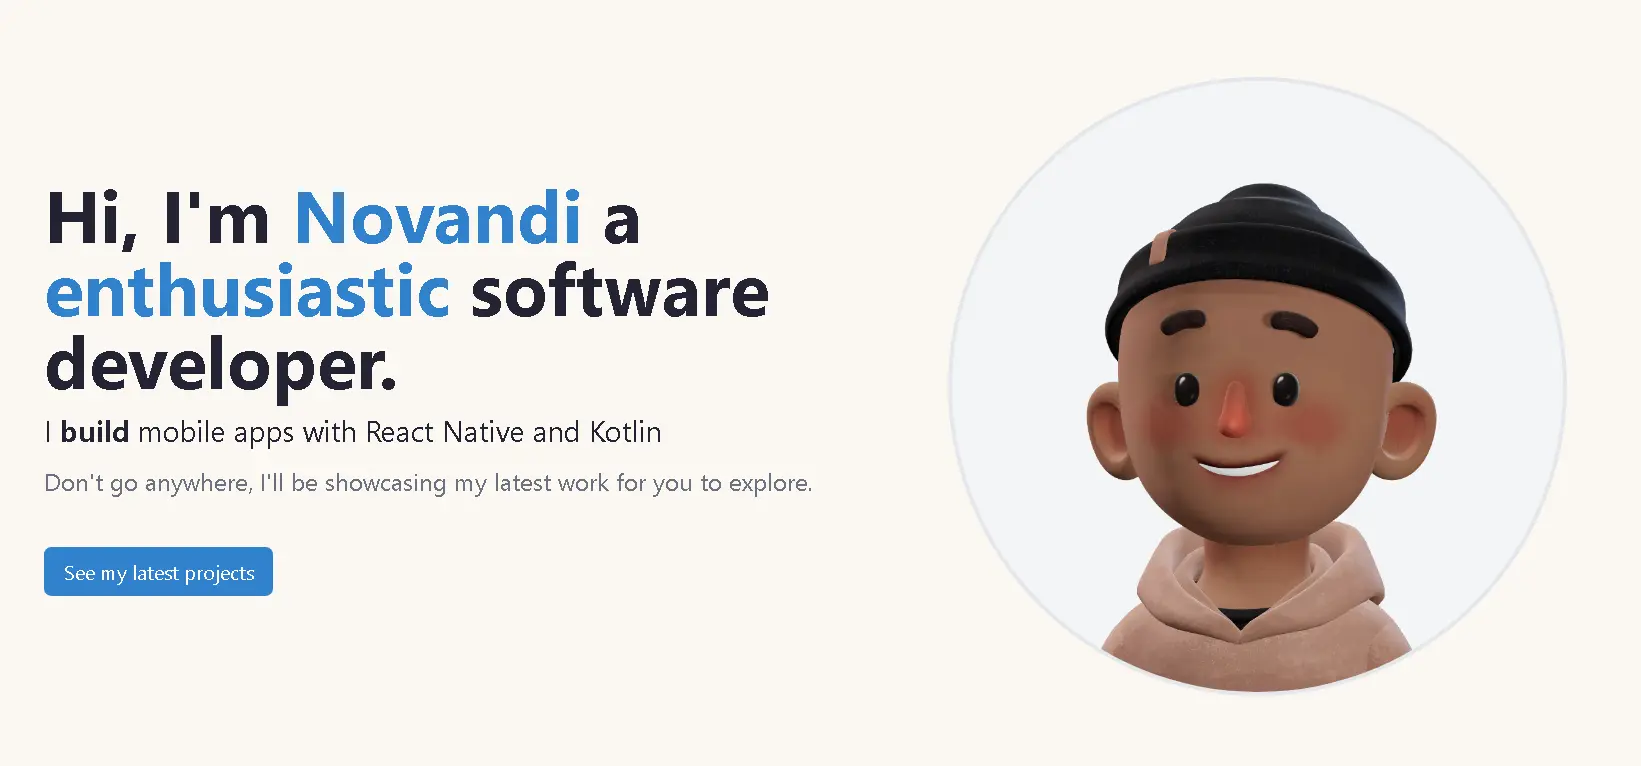 Hi, I'm Novandi a
enthusiastic software
developer.
I build mobile apps with React Native and Kotlin
Don't go anywhere, I'll be showcasing my latest work for you to explore.
See my latest projects